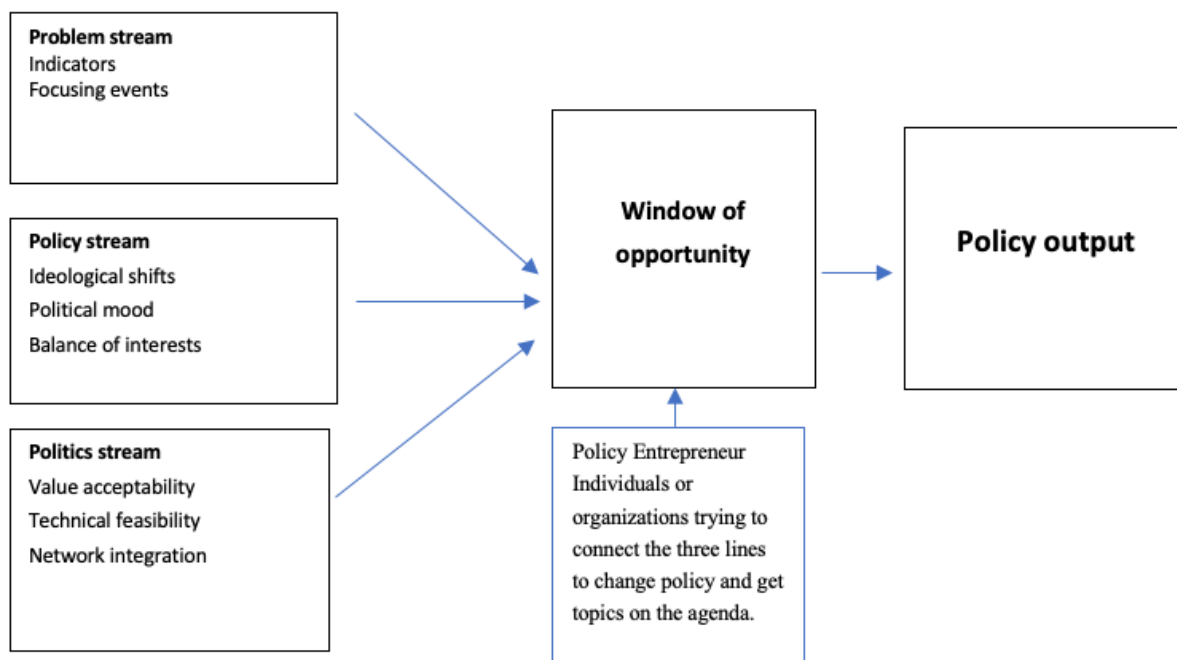 Problem stream
Indicators
Focusing events
Policy stream
Ideological shifts
Political mood
Balance of interests
Politics stream
Value acceptability
Technical feasibility
Network integration
Window of
opportunity
Policy Entrepreneur
Individuals or
organizations trying to
connect the three lines
to change policy and get
topics on the agenda.
Policy output